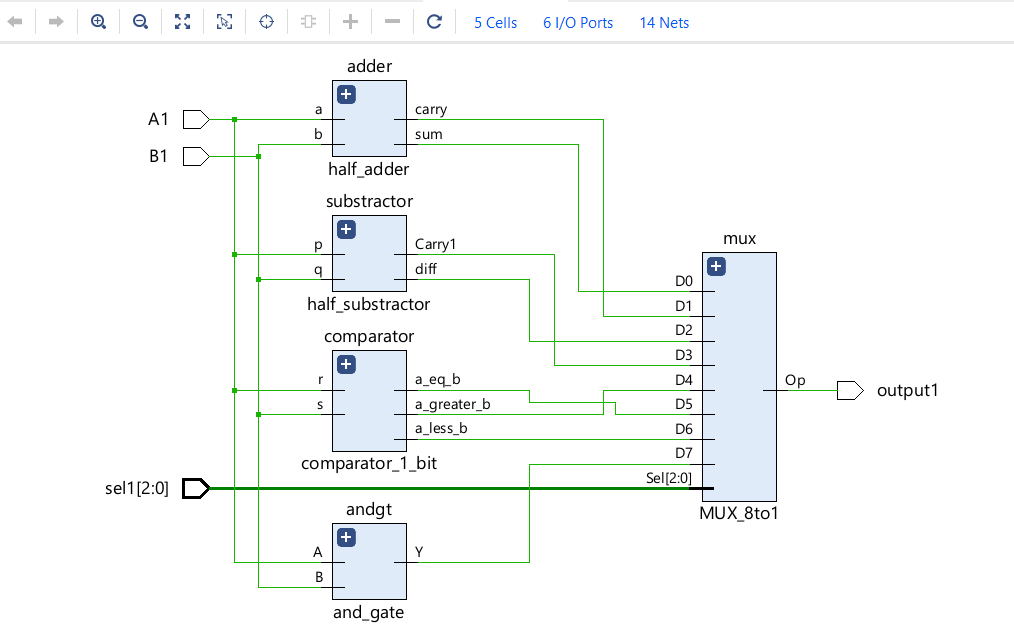 5 Cells 6 I/O Ports 14 Nets
adder
A1
B1
a
b
carry
sum
half_adder
substractor
p
q
Carry1
diff
half_substractor
comparator
r
s
a_eq_b
a_greater_b
a_less_b
comparator_1_bit
sel1[2:0]
andgt
A
B
Y
and_gate
mux
D0
D1
D2
D3
D4
D5
D6
D7
Sel[2:0]
Op
MUX_8to1
output1